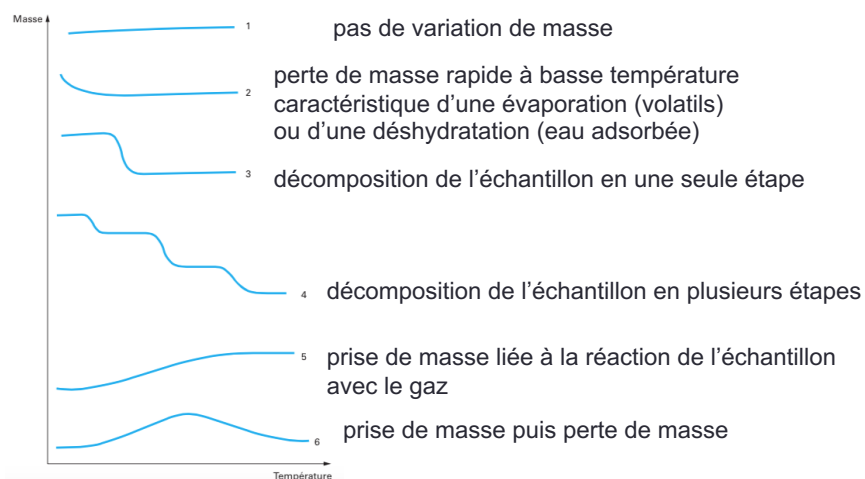 Masse
1 pas de variation de masse
2 perte de masse rapide à basse température
caractéristique d’une évaporation (volatils)
ou d’une déshydratation (eau adsorbée)
3 décomposition de l’échantillon en une seule étape
4 décomposition de l’échantillon en plusieurs étapes
5 prise de masse liée à la réaction de l’échantillon
avec le gaz
6 prise de masse puis perte de masse
Température